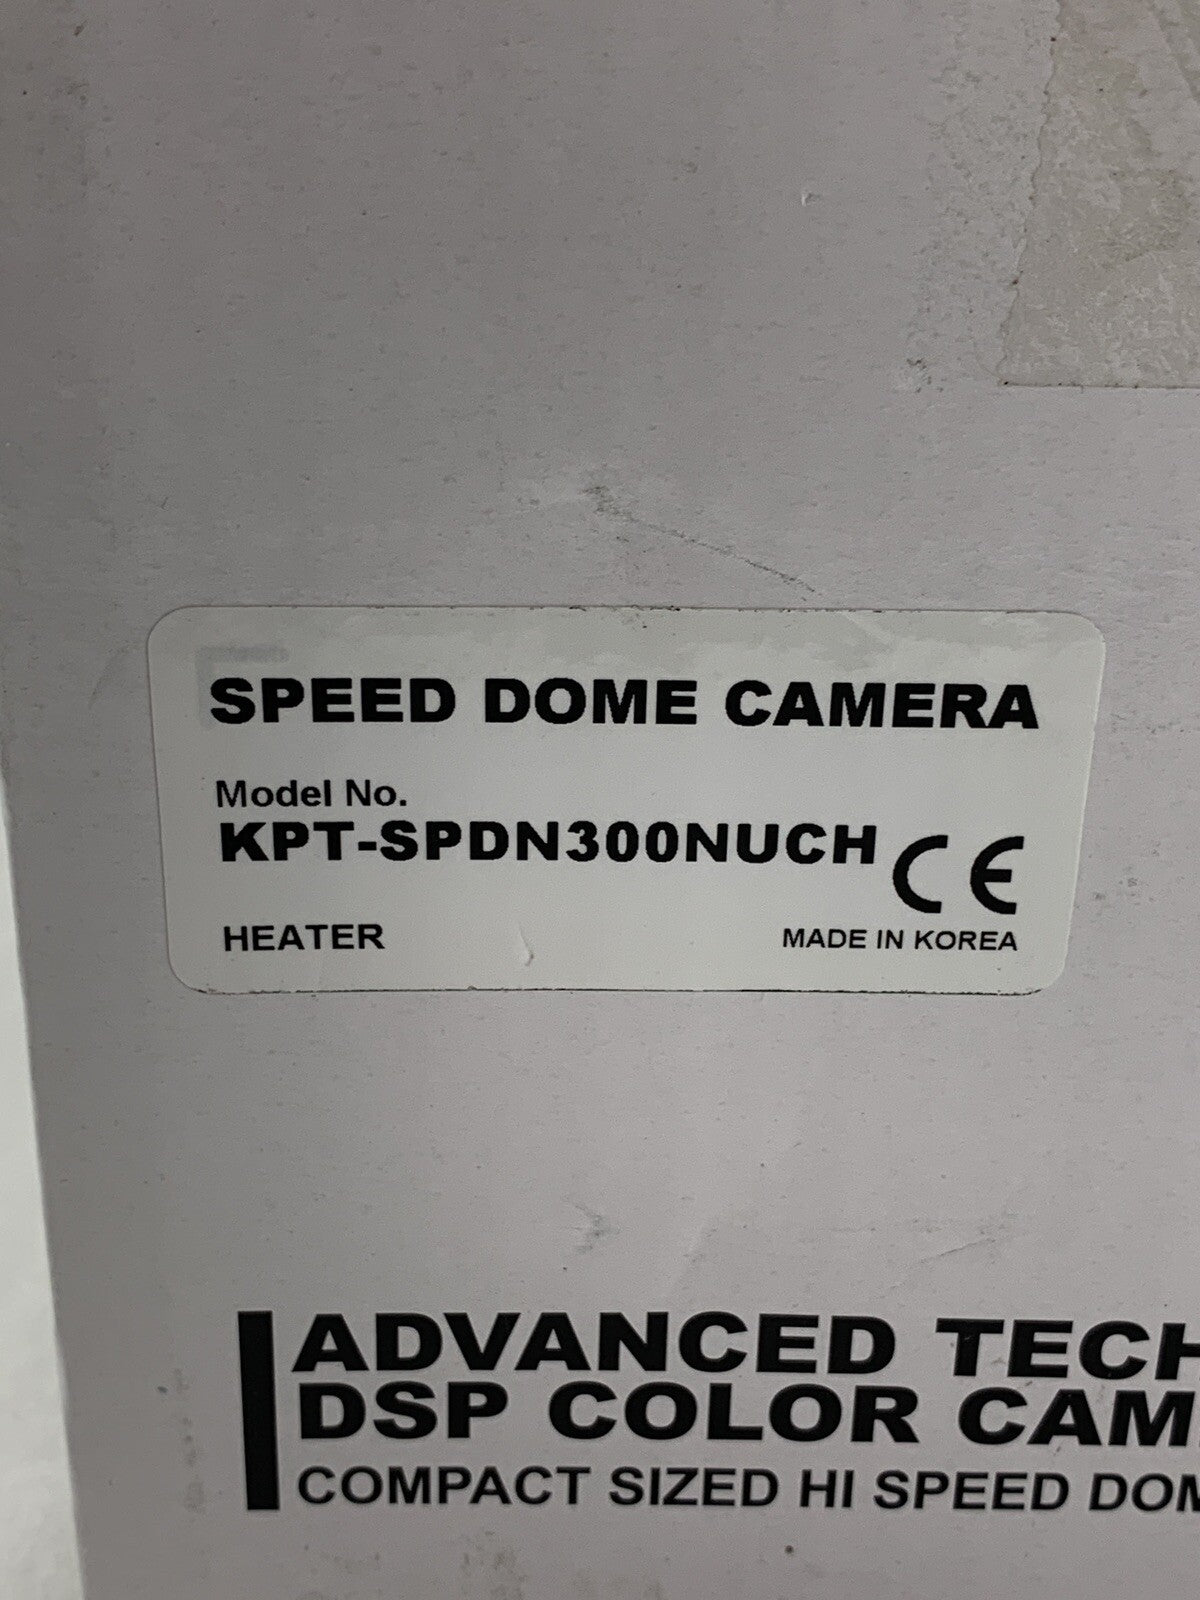 SPEED DOME CAMERA
Model No.
KPT-SPDN300NUCH CE
HEATER
MADE IN KOREA
ADVANCED TECH
DSP COLOR CAM
COMPACT SIZED HI SPEED DOM